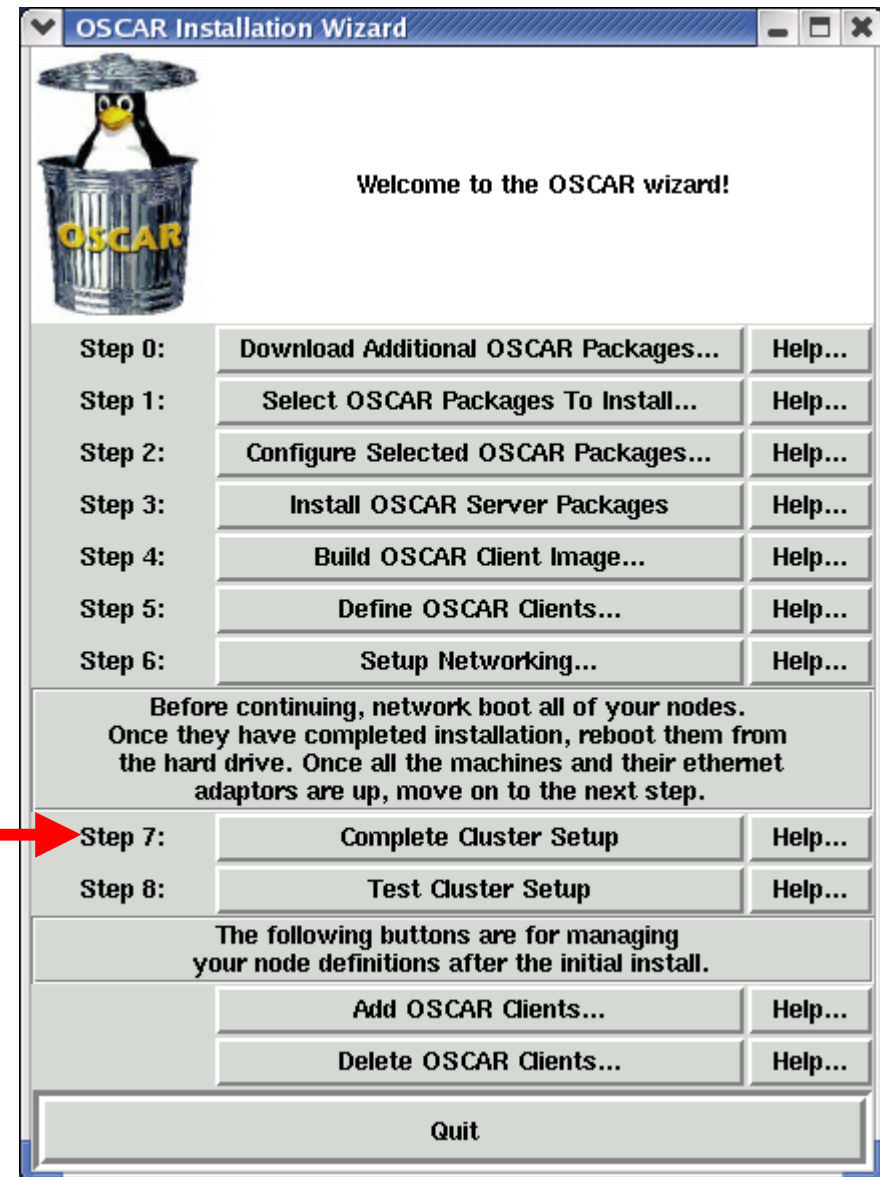 OSCAR Installation Wizard
OSCAR
Welcome to the OSCAR wizard!
Step 0: Download Additional OSCAR Packages... Help...
Step 1: Select OSCAR Packages To Install... Help...
Step 2: Configure Selected OSCAR Packages... Help...
Step 3: Install OSCAR Server Packages Help...
Step 4: Build OSCAR Client Image... Help...
Step 5: Define OSCAR Clients... Help...
Step 6: Setup Networking... Help...
Before continuing, network boot all of your nodes.
Once they have completed installation, reboot them from
the hard drive. Once all the machines and their ethernet
adaptors are up, move on to the next step.
Step 7: Complete Cluster Setup Help...
Step 8: Test Cluster Setup Help...
The following buttons are for managing
your node definitions after the initial install.
Add OSCAR Clients... Help...
Delete OSCAR Clients... Help...
Quit